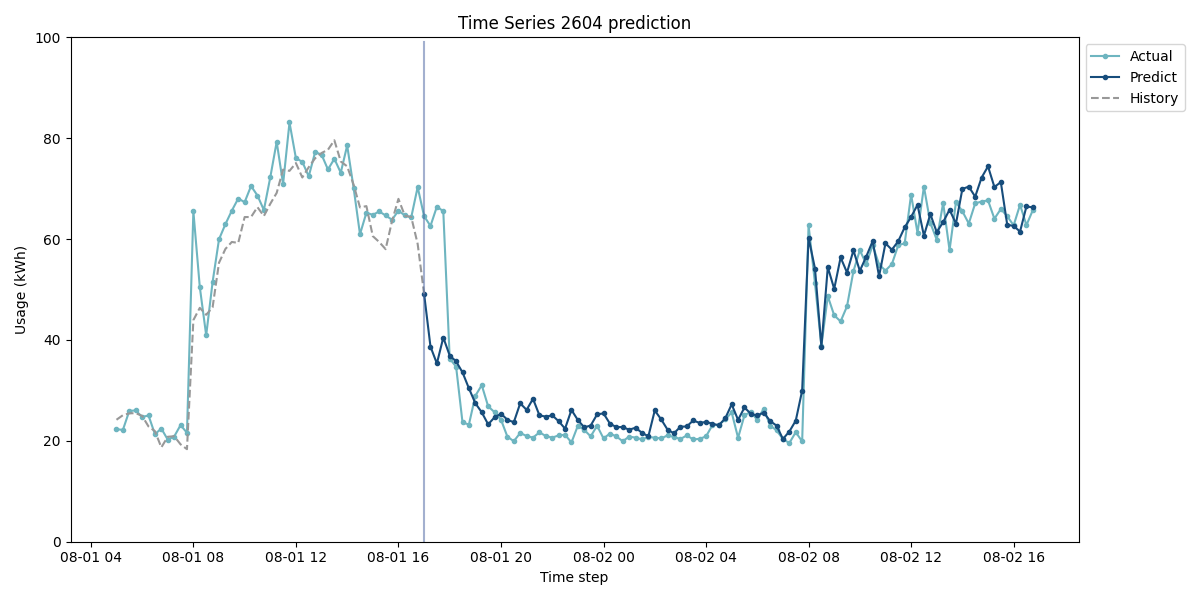 Time Series 2604 prediction
Usage (kWh)
100
80
60
40
20
0
08-01 04
08-01 08
08-01 12
08-01 16
08-01 20
08-02 00
08-02 04
08-02 08
08-02 12
08-02 16
Time step
Actual
Predict
History